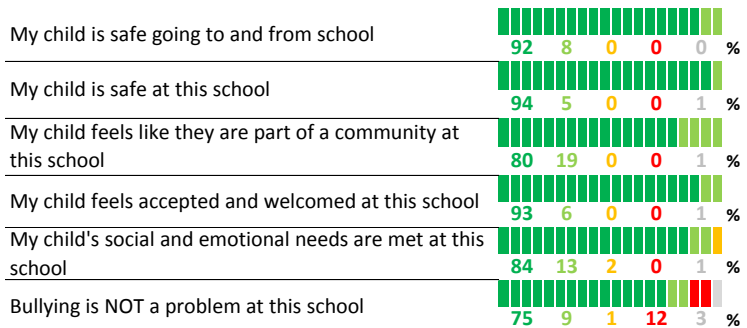 My child is safe going to and from school
92 8 0 0 0 %
My child is safe at this school
94 5 0 0 1 %
My child feels like they are part of a community at
this school
80 19 0 0 1 %
My child feels accepted and welcomed at this school
93 6 0 0 1 %
My child's social and emotional needs are met at this
school
84 13 2 0 1 %
Bullying is NOT a problem at this school
75 9 1 12 3 %